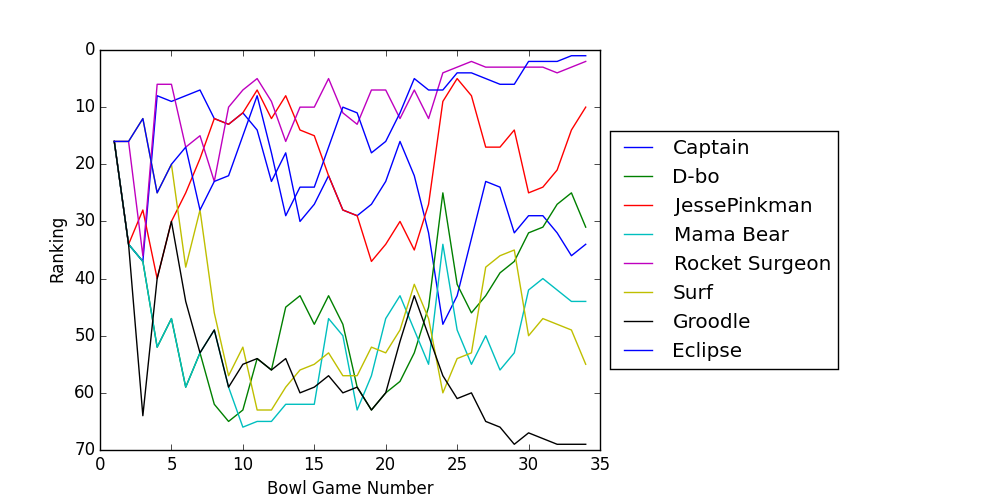 0
10
20
30
40
50
60
70
Ranking
0 5 10 15 20 25 30 35
Bowl Game Number
Captain
D-bo
JessePinkman
Mama Bear
Rocket Surgeon
Surf
Groodle
Eclipse